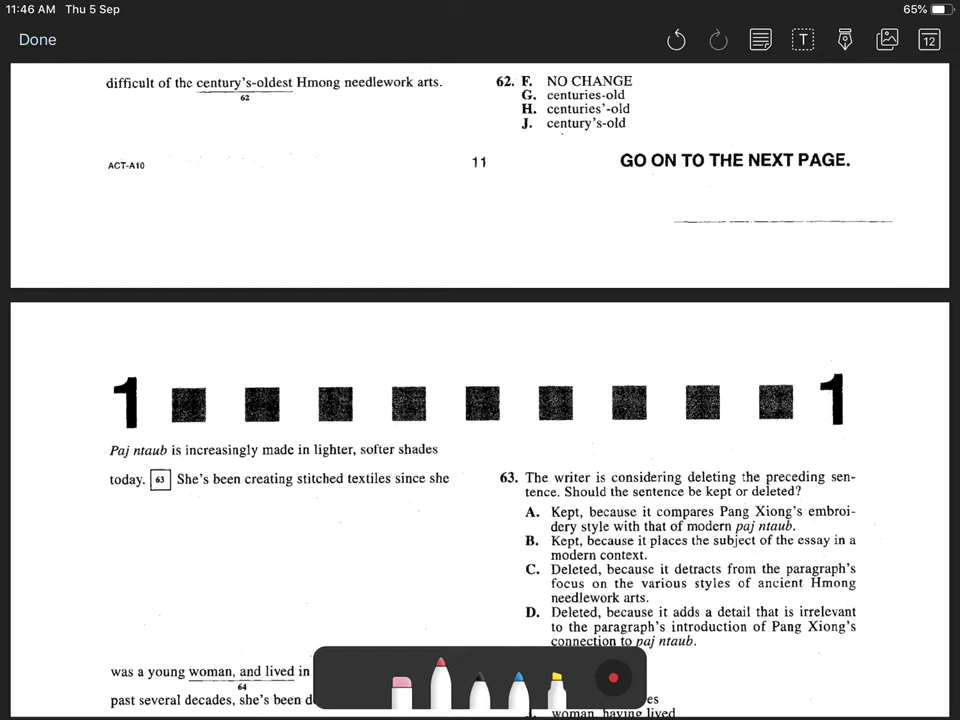 11:46 AM Thu 5 Sep
65%
Done
T
12
difficult of the century's-oldest Hmong needlework arts.
62
62. F. NO CHANGE
G. centuries-old
H. centuries'-old
J. century's-old
ACT-A10
11
GO ON TO THE NEXT PAGE.
1
1
Paj ntaub is increasingly made in lighter, softer shades
today. 63 She's been creating stitched textiles since she
63. The writer is considering deleting the preceding sen-
tence. Should the sentence be kept or deleted?
A. Kept, because it compares Pang Xiong's embroi-
dery style with that of modern paj ntaub.
B. Kept, because it places the subject of the essay in a
modern context.
C. Deleted, because it detracts from the paragraph's
focus on the various styles of ancient Hmong
needlework arts.
D. Deleted, because it adds a detail that is irrelevant
to the paragraph's introduction of Pang Xiong's
connection to paj ntaub.
was a young woman, and lived in
64
past several decades, she's been
woman, having lived